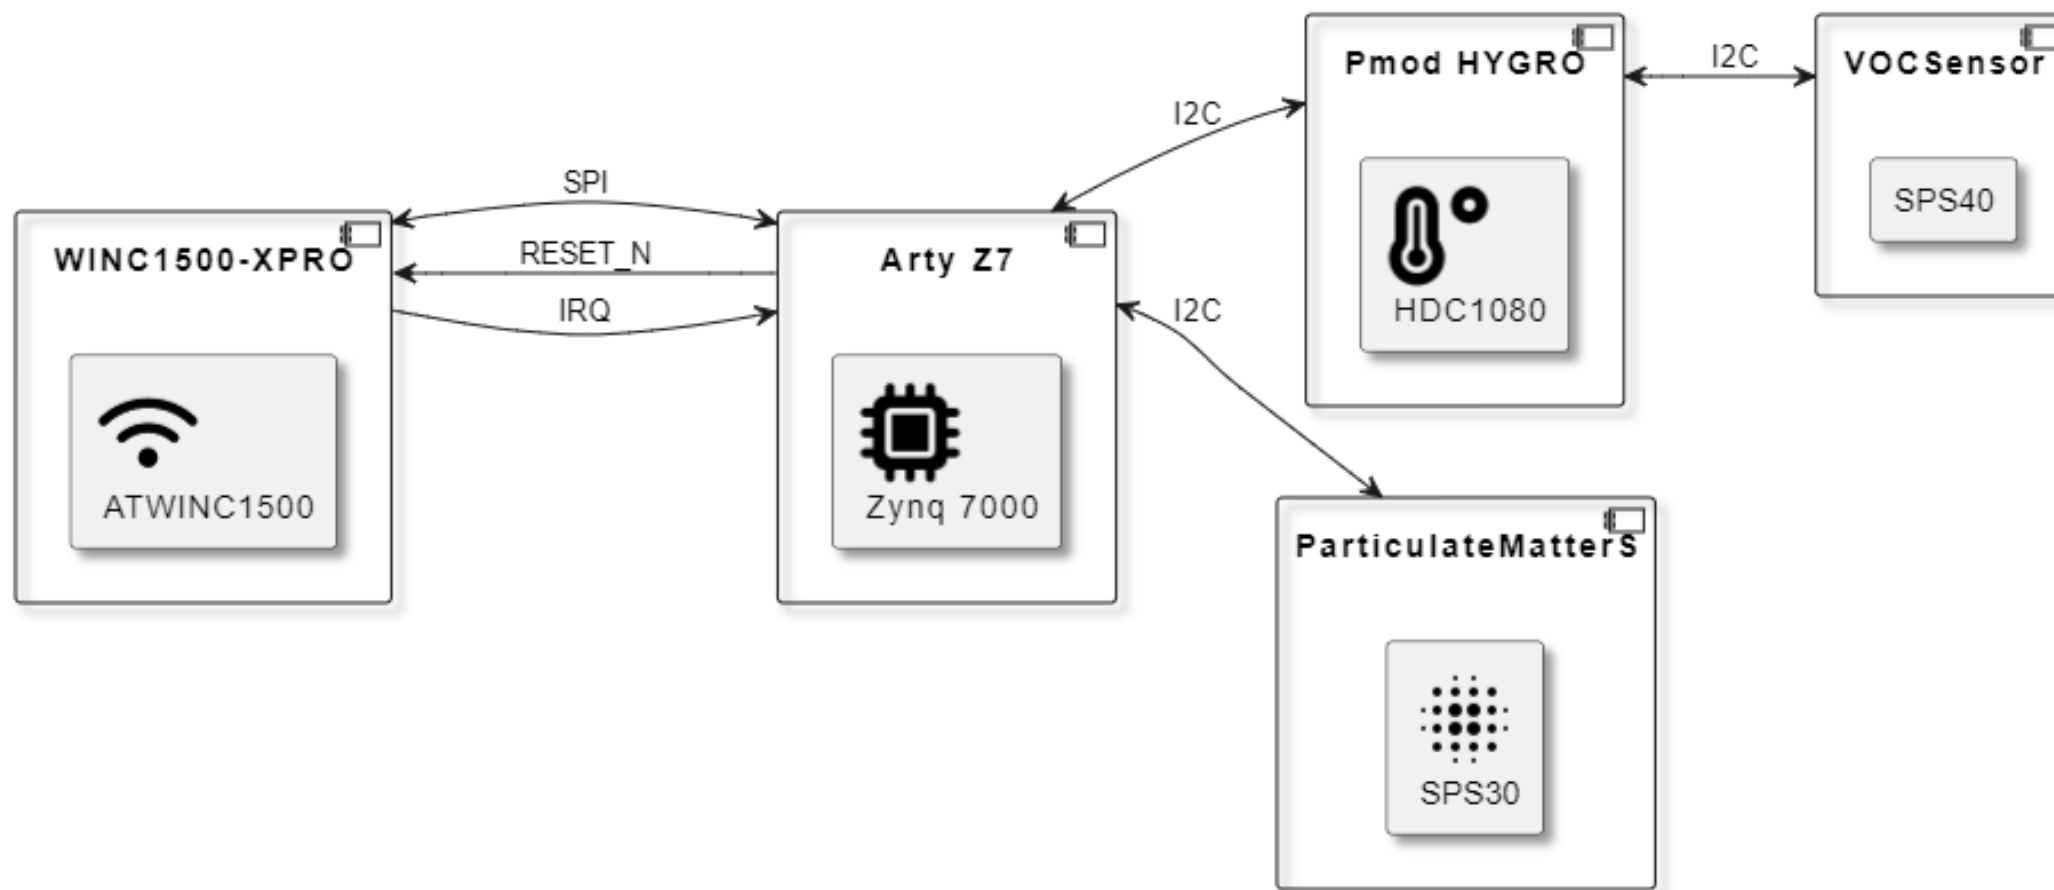 WINC1500-XPRO
ATWINC1500
SPI
RESET_N
IRQ
Arty Z7
Zynq 7000
I2C
I2C
Pmod HYGRO
HDC1080
I2C
VOCSensor
SPS40
ParticulateMatterS
SPS30